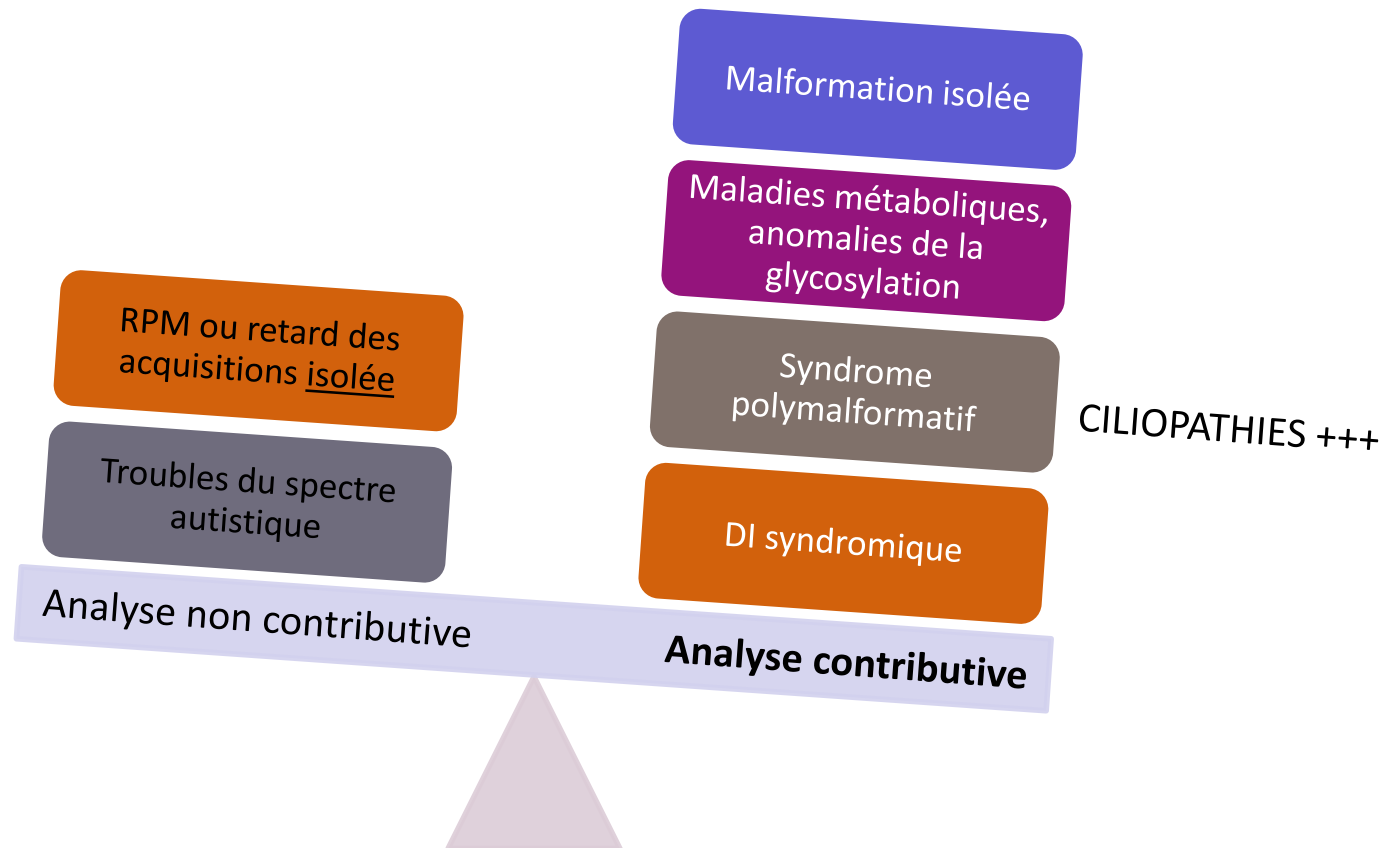 Malformation isolée
Maladies métaboliques,
anomalies de la
glycosylation
RPM ou retard des
acquisitions isolée
Syndrome
polymalformatif
CILIOPATHIES +++
Troubles du spectre
autistique
DI syndromique
Analyse non contributive
Analyse contributive